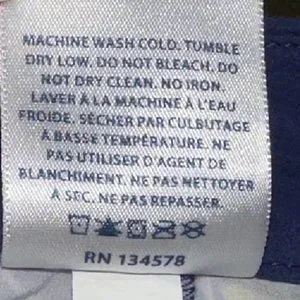 MACHINE WASH COLD. TUMBLE
DRY LOW. DO NOT BLEACH. DO
NOT DRY CLEAN. NO IRON.
LAVER À LA MACHINE À L'EAU
FROIDE, SÉCHER PAR CULBUTAGE
À BASSE TEMPÉRATURE. NE
PAS UTILISER D'AGENT DE
BLANCHIMENT. NE PAS NETTOYER
À SEC. NE PAS REPASSER.
RN 134578